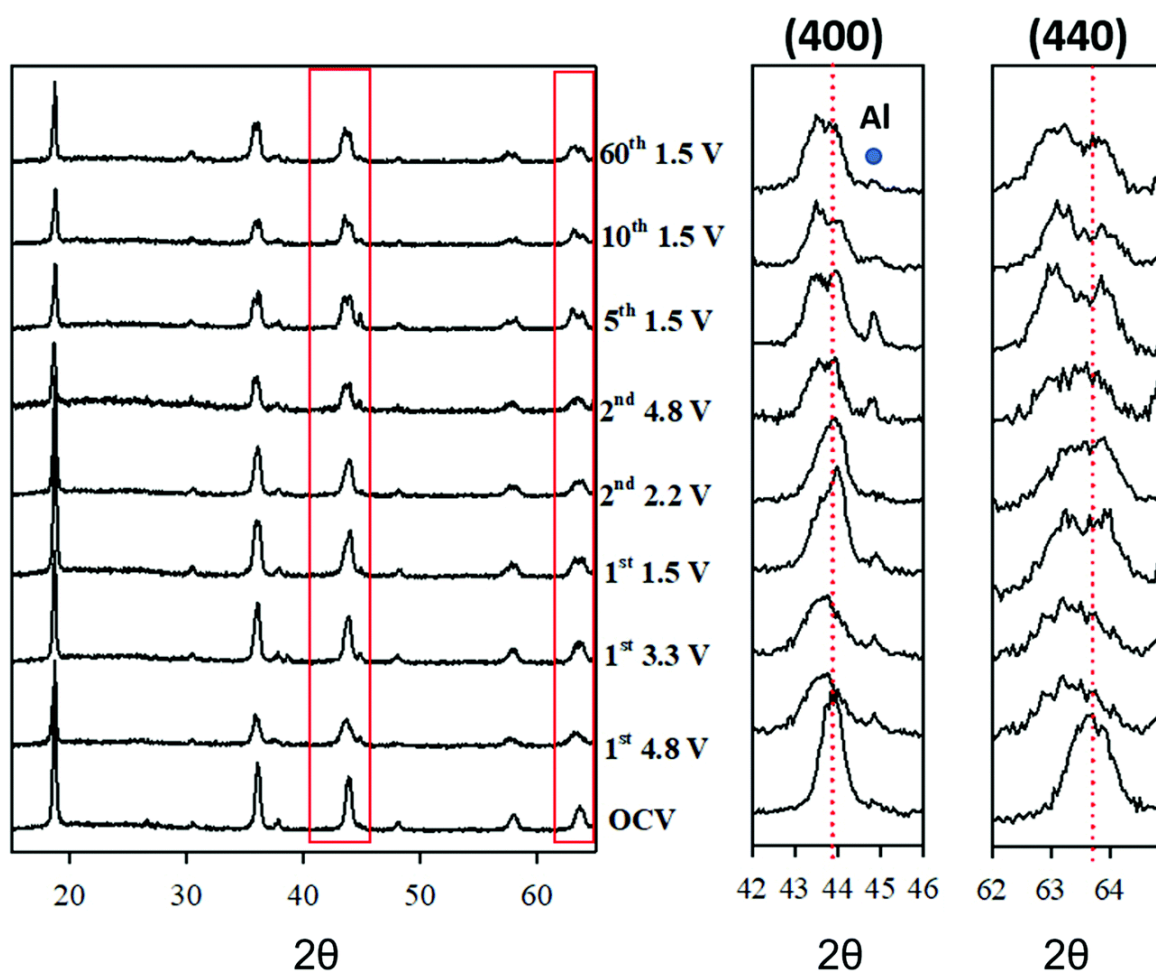 (400)
(440)
Al
60th 1.5 V
10th 1.5 V
5th 1.5 V
2nd 4.8 V
2nd 2.2 V
1st 1.5 V
1st 3.3 V
1st 4.8 V
OCV
20 30 40 50 60
42 43 44 45 46
62 63 64
2θ
2θ
2θ